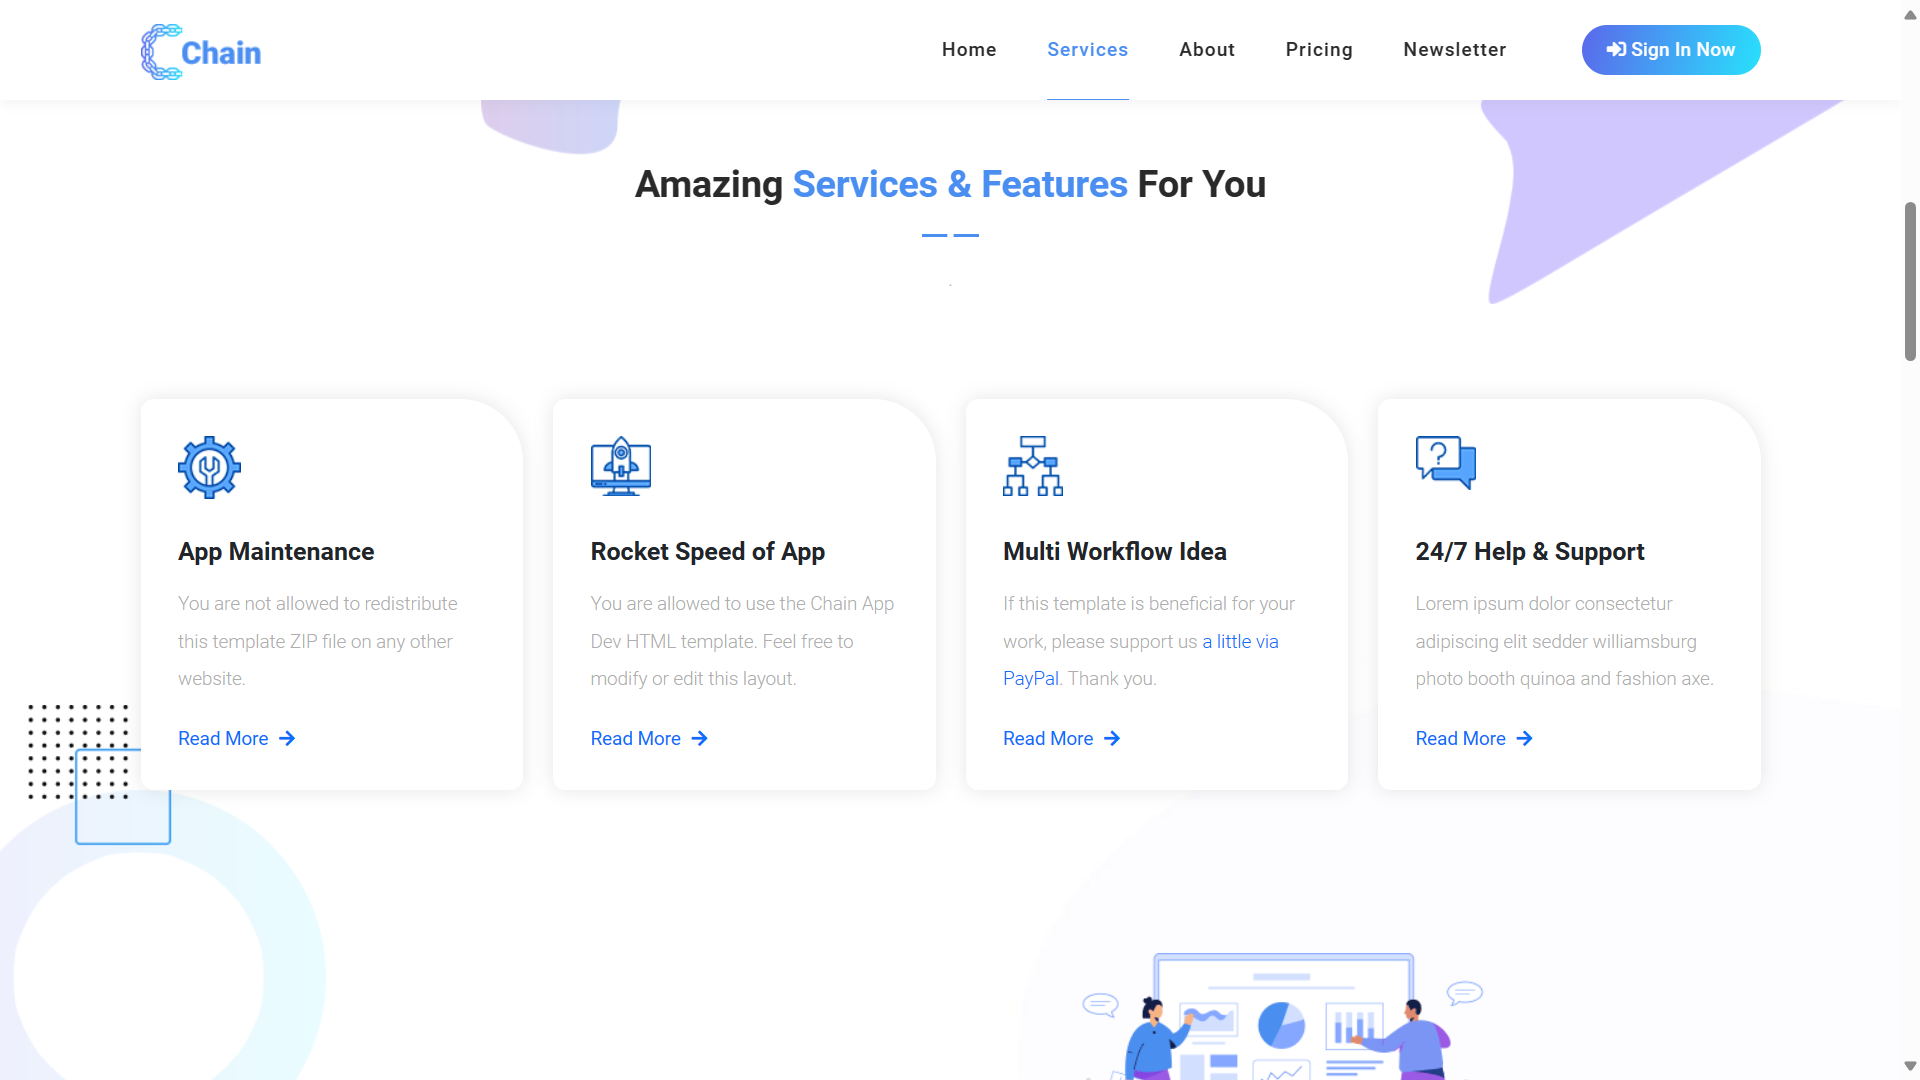 Chain
Home
Services
About
Pricing
Newsletter
Sign In Now
Amazing Services & Features For You
.
App Maintenance
You are not allowed to redistribute
this template ZIP file on any other
website.
Read More
Rocket Speed of App
You are allowed to use the Chain App
Dev HTML template. Feel free to
modify or edit this layout.
Read More
Multi Workflow Idea
If this template is beneficial for your
work, please support us a little via
PayPal. Thank you.
Read More
24/7 Help & Support
Lorem ipsum dolor consectetur
adipiscing elit sedder williamsburg
photo booth quinoa and fashion axe.
Read More